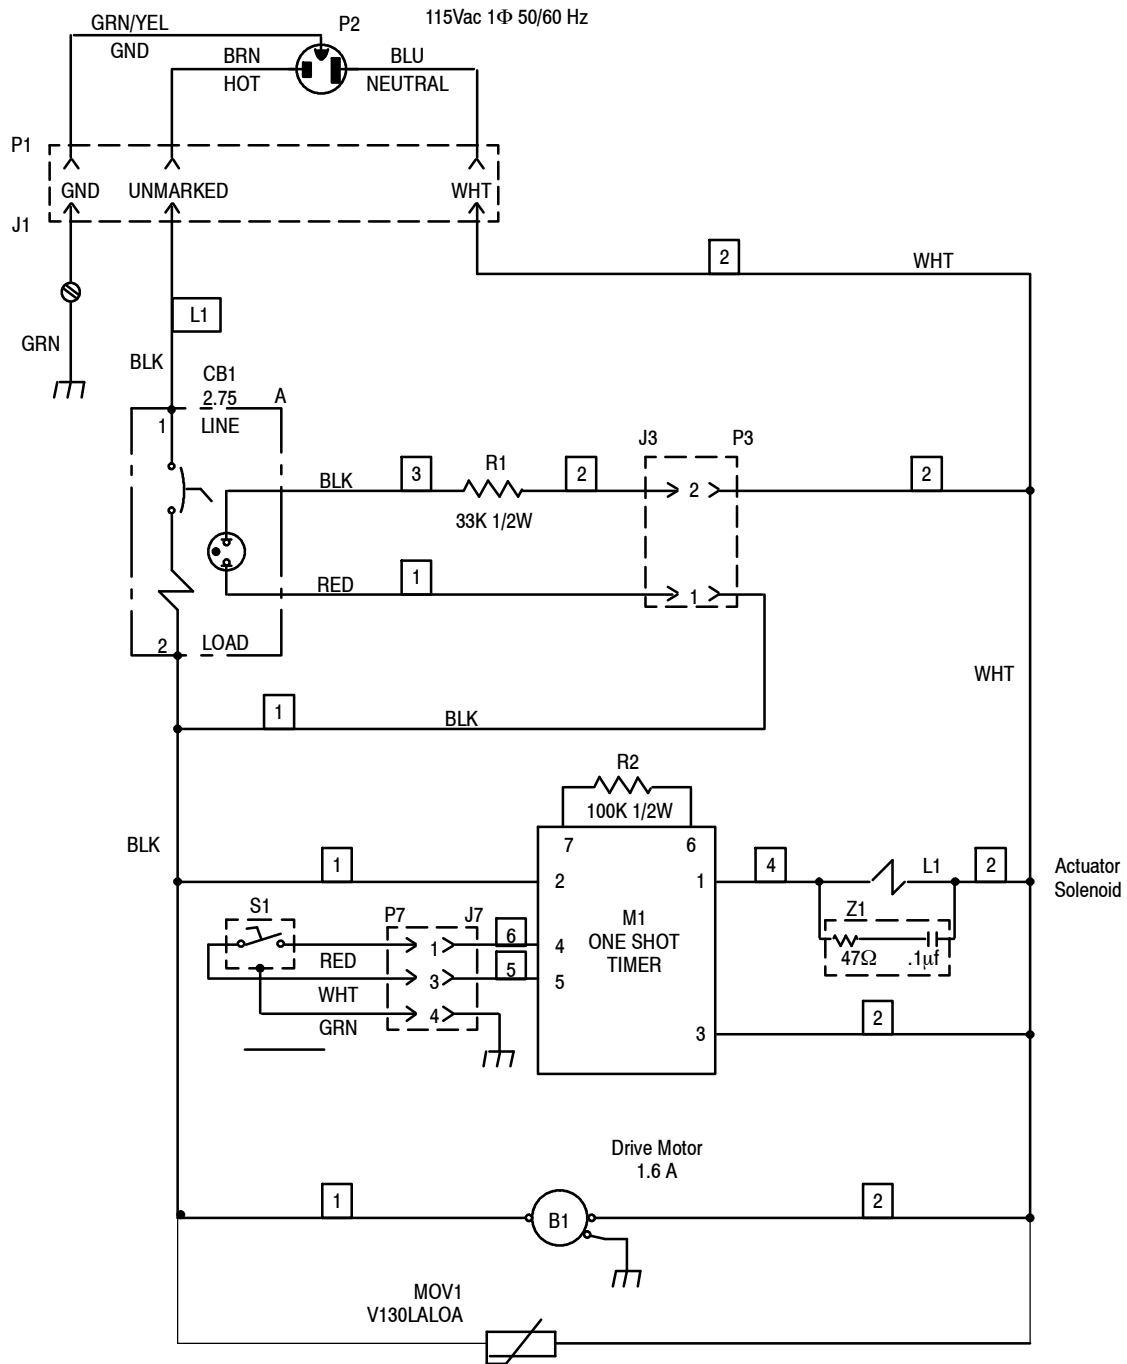 115Vac 1Φ 50/60 Hz
GRN/YEL
GND
P2
BRN
HOT
BLU
NEUTRAL
P1
GND
UNMARKED
WHT
J1
2
WHT
L1
GRN
BLK
CB1
2.75
A
LINE
1
BLK
3
R1
33K 1/2W
2
J3
P3
2
2
RED
1
1
2
LOAD
WHT
1
BLK
R2
100K 1/2W
BLK
7
6
1
2
1
4
L1
2
Actuator
Solenoid
S1
P7
J7
M1
ONE SHOT
TIMER
Z1
47Ω
.1µf
1
6
4
RED
3
5
5
WHT
4
GRN
3
2
Drive Motor
1.6 A
1
B1
2
MOV1
V130LALOA